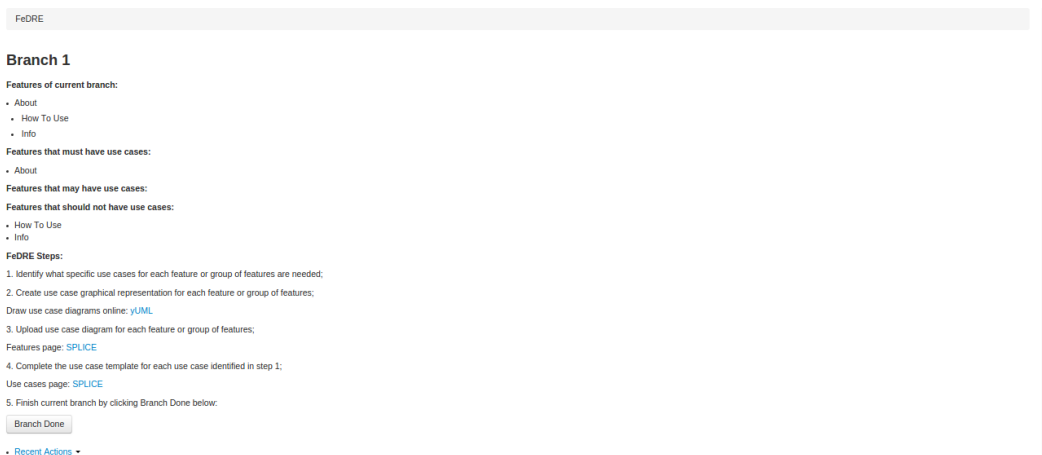 FeDRE
Branch 1
Features of current branch:
• About
• How To Use
• Info
Features that must have use cases:
• About
Features that may have use cases:
Features that should not have use cases:
• How To Use
• Info
FeDRE Steps:
1. Identify what specific use cases for each feature or group of features are needed;
2. Create use case graphical representation for each feature or group of features;
Draw use case diagrams online: yUML
3. Upload use case diagram for each feature or group of features;
Features page: SPLICE
4. Complete the use case template for each use case identified in step 1;
Use cases page: SPLICE
5. Finish current branch by clicking Branch Done below:
Branch Done
• Recent Actions